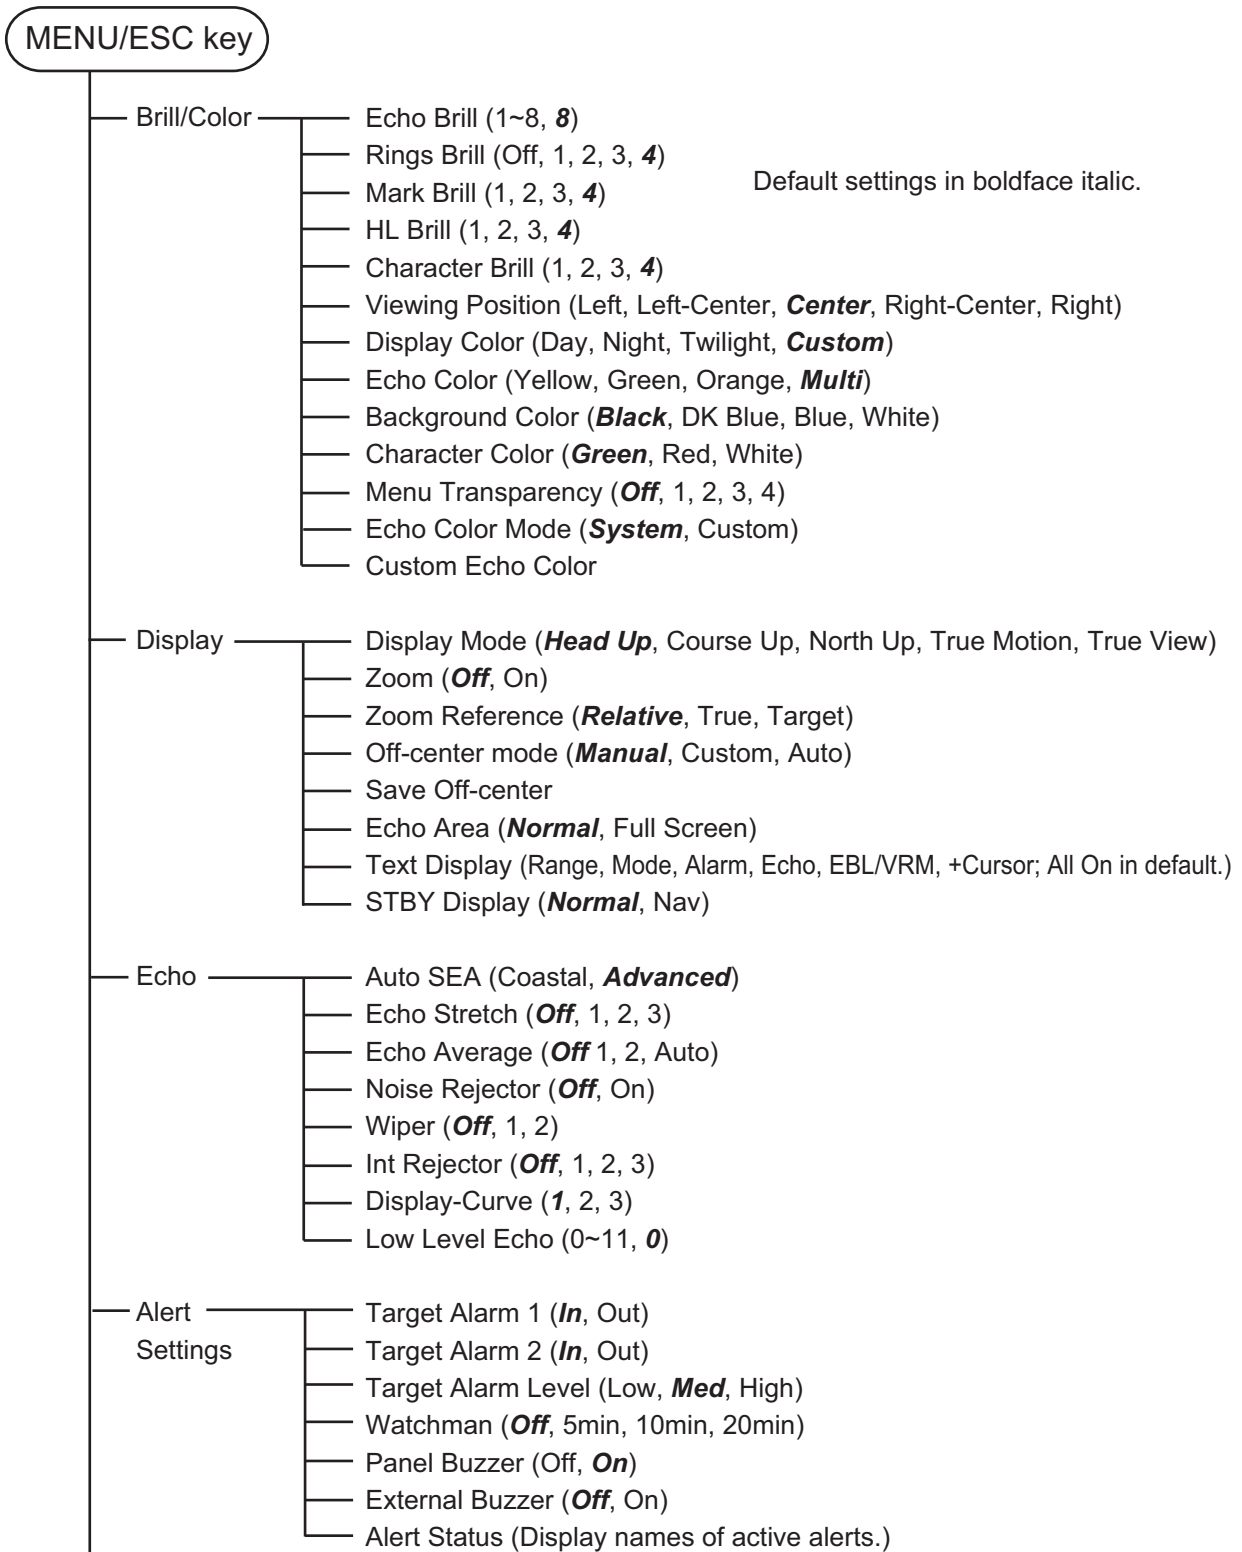 MENU/ESC key
Brill/Color
Echo Brill (1~8, 8)
Rings Brill (Off, 1, 2, 3, 4)
Default settings in boldface italic.
Mark Brill (1, 2, 3, 4)
HL Brill (1, 2, 3, 4)
Character Brill (1, 2, 3, 4)
Viewing Position (Left, Left-Center, Center, Right-Center, Right)
Display Color (Day, Night, Twilight, Custom)
Echo Color (Yellow, Green, Orange, Multi)
Background Color (Black, DK Blue, Blue, White)
Character Color (Green, Red, White)
Menu Transparency (Off, 1, 2, 3, 4)
Echo Color Mode (System, Custom)
Custom Echo Color
Display
Display Mode (Head Up, Course Up, North Up, True Motion, True View)
Zoom (Off, On)
Zoom Reference (Relative, True, Target)
Off-center mode (Manual, Custom, Auto)
Save Off-center
Echo Area (Normal, Full Screen)
Text Display (Range, Mode, Alarm, Echo, EBL/VRM, +Cursor; All On in default.)
STBY Display (Normal, Nav)
Echo
Auto SEA (Coastal, Advanced)
Echo Stretch (Off, 1, 2, 3)
Echo Average (Off 1, 2, Auto)
Noise Rejector (Off, On)
Wiper (Off, 1, 2)
Int Rejector (Off, 1, 2, 3)
Display-Curve (1, 2, 3)
Low Level Echo (0~11, 0)
Alert
Settings
Target Alarm 1 (In, Out)
Target Alarm 2 (In, Out)
Target Alarm Level (Low, Med, High)
Watchman (Off, 5min, 10min, 20min)
Panel Buzzer (Off, On)
External Buzzer (Off, On)
Alert Status (Display names of active alerts.)